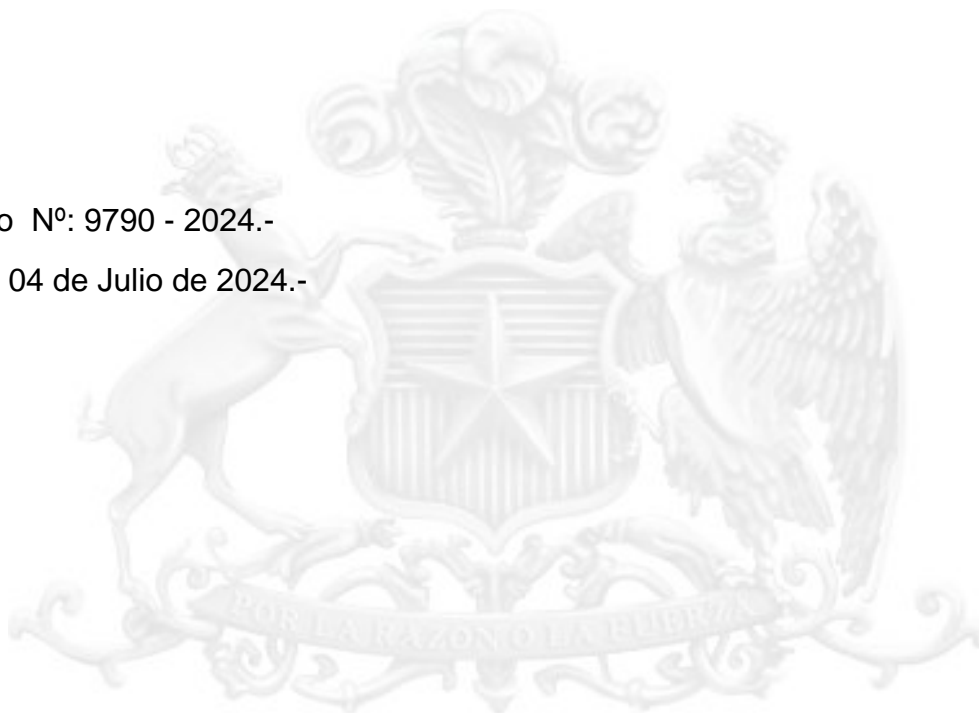 o Nº: 9790 - 2024.-
04 de Julio de 2024.-
POR LA RAZON O LA FUERZA